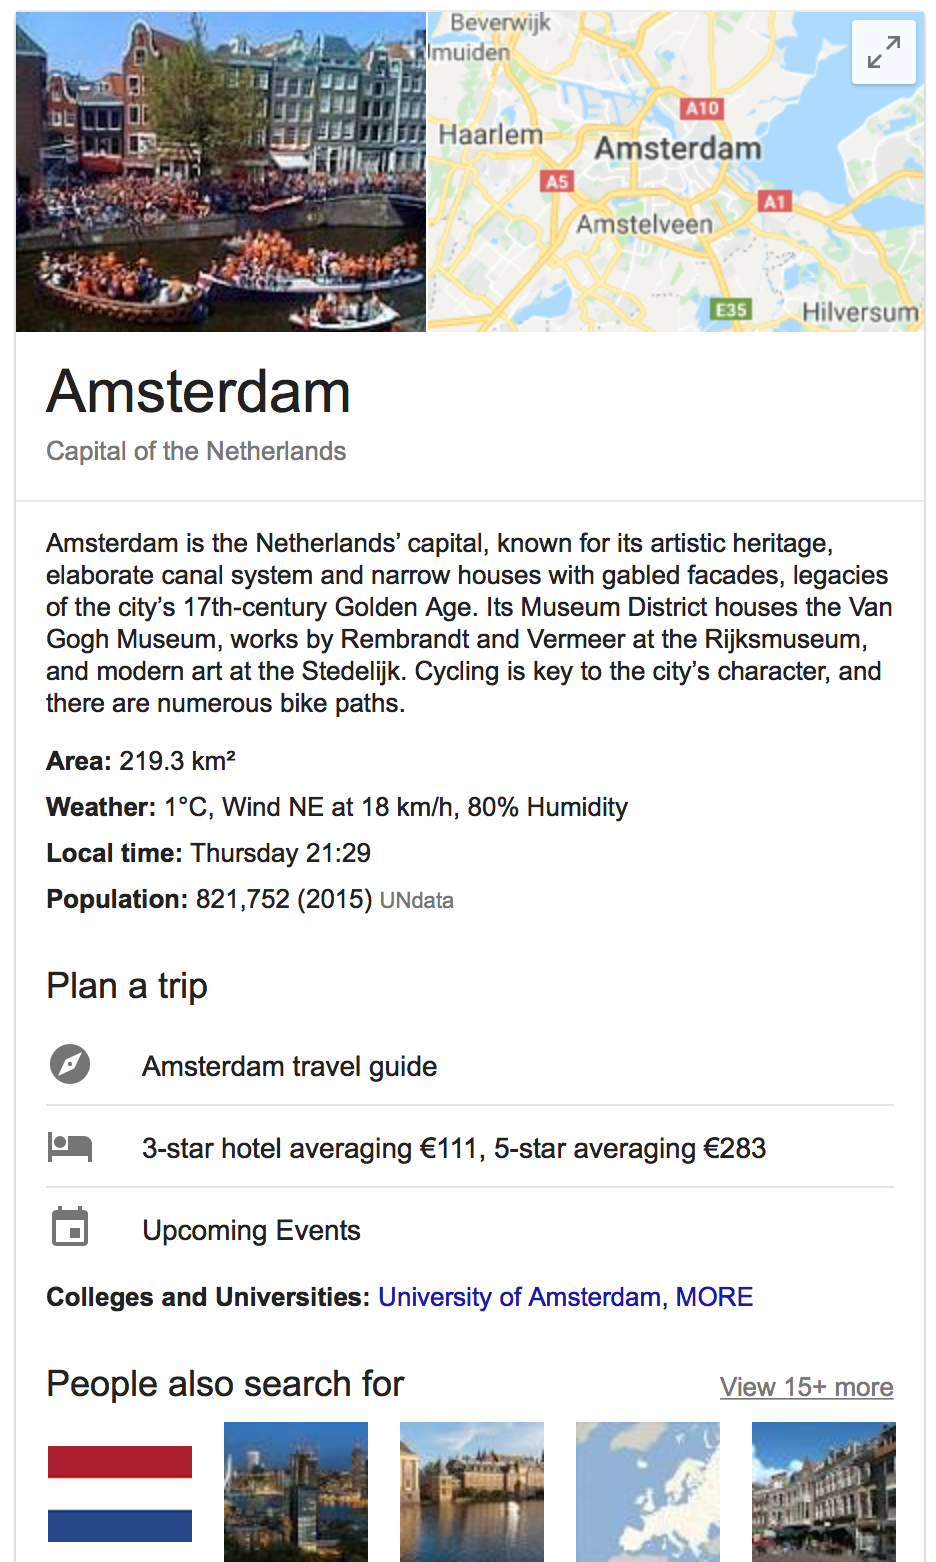 Beverwijk
Jmuiden
A10
Haarlem
Amsterdam
A5
A1
Amstelveen
E35
Hilversum
Amsterdam
Capital of the Netherlands
Amsterdam is the Netherlands’ capital, known for its artistic heritage,
elaborate canal system and narrow houses with gabled facades, legacies
of the city’s 17th-century Golden Age. Its Museum District houses the Van
Gogh Museum, works by Rembrandt and Vermeer at the Rijksmuseum,
and modern art at the Stedelijk. Cycling is key to the city’s character, and
there are numerous bike paths.
Area: 219.3 km²
Weather: 1°C, Wind NE at 18 km/h, 80% Humidity
Local time: Thursday 21:29
Population: 821,752 (2015) UNdata
Plan a trip
Amsterdam travel guide
3-star hotel averaging €111, 5-star averaging €283
Upcoming Events
Colleges and Universities: University of Amsterdam, MORE
People also search for
View 15+ more